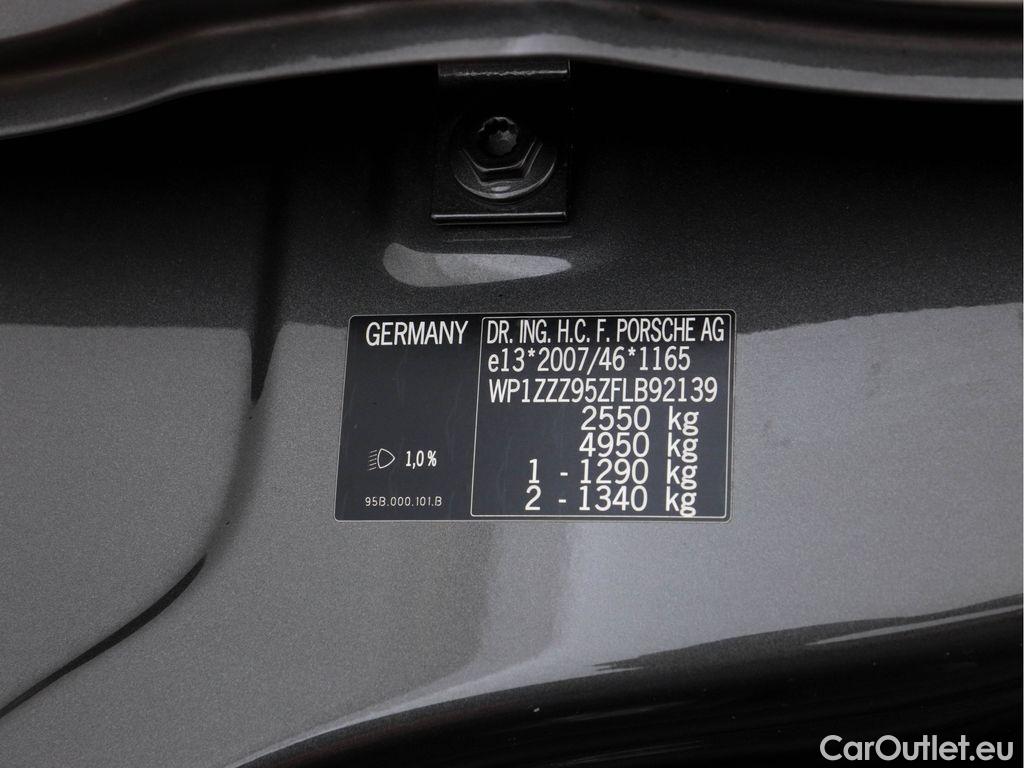 GERMANY
1,0%
95B.000.101.B
DR. ING. H.C. F. PORSCHE AG
e13*2007/46*1165
WP1ZZZ95ZFLB92139
2550 kg
4950 kg
1 - 1290 kg
2 - 1340 kg
CarOutlet.eu